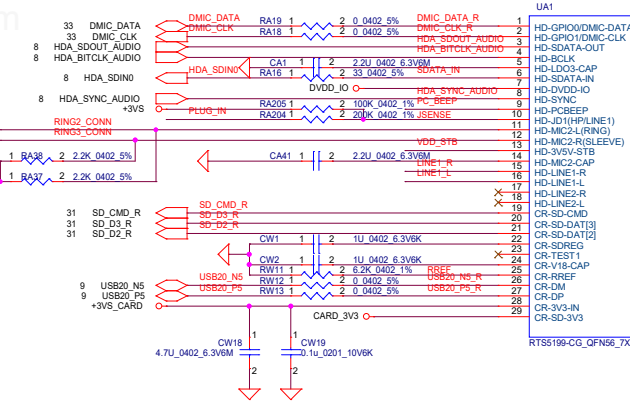 UA1
33 DMIC_DATA DMIC_DATA RA19 1 2 0_0402_5% DMIC_DATA_R 1 HD-GPIO0/DMIC-DATA
33 DMIC_CLK DMIC_CLK RA18 1 2 0_0402_5% DMIC_CLK_R 2 HD-GPIO1/DMIC-CLK
8 HDA_SDOUT_AUDIO HDA_SDOUT_AUDIO 3 HD-SDATA-OUT
8 HDA_BITCLK_AUDIO HDA_BITCLK_AUDIO 4 HD-BCLK
CA1 1 2 2.2U_0402_6.3V6M 5 HD-LDO3-CAP
8 HDA_SDIN0 HDA_SDIN0 RA16 1 2 33_0402_5% SDATA_IN 6 HD-SDATA-IN
DVDD_IO 7 HD-DVDD-IO
8 HDA_SYNC_AUDIO HDA_SYNC_AUDIO 8 HD-SYNC
+3VS RA205 1 2 100K_0402_1% PC_BEEP 9 HD-PCBEEP
PLUG_IN RA204 1 2 200K_0402_1% JSENSE 10 HD-JD1(HP/LINE1)
RING2_CONN 11 HD-MIC2-L(RING)
RING3_CONN 12 HD-MIC2-R(SLEEVE)
VDD_STB 13 HD-3V5V-STB
1 RA38 2 2.2K_0402_5% CA41 1 2 2.2U_0402_6.3V6M 14 HD-MIC2-CAP
LINE1_R 15 HD-LINE1-R
1 RA37 2 2.2K_0402_5% LINE1_L 16 HD-LINE1-L
17 HD-LINE2-R
18 HD-LINE2-L
31 SD_CMD_R SD_CMD_R 19 CR-SD-CMD
31 SD_D3_R SD_D3_R 20 CR-SD-DAT[3]
31 SD_D2_R SD_D2_R 21 CR-SD-DAT[2]
CW1 1 2 1U_0402_6.3V6K 22 CR-SDREG
23 CR-TEST1
CW2 1 2 1U_0402_6.3V6K 24 CR-V18-CAP
RW11 1 2 6.2K_0402_1% RREF 25 CR-RREF
9 USB20_N5 USB20_N5 RW12 1 2 0_0402_5% USB20_N5_R 26 CR-DM
9 USB20_P5 USB20_P5 RW13 1 2 0_0402_5% USB20_P5_R 27 CR-DP
+3VS_CARD 28 CR-3V3-IN
CARD_3V3 29 CR-SD-3V3
1 1
CW18 CW19 RTS5199-CG_QFN56_7X
4.7U_0402_6.3V6M 0.1u_0201_10V6K
2 2